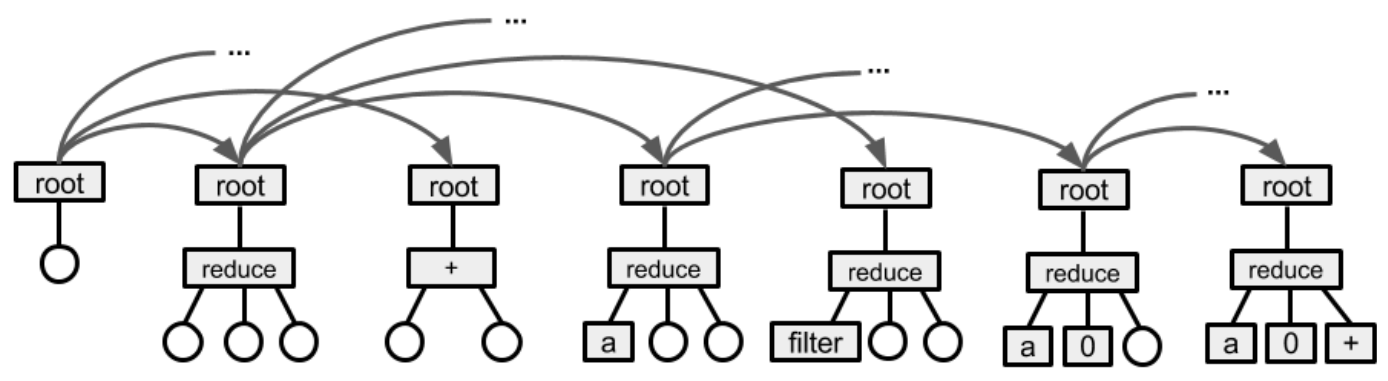 ...
...
...
...
root root root root root root root
reduce + reduce reduce reduce reduce
a filter a 0 a 0 +